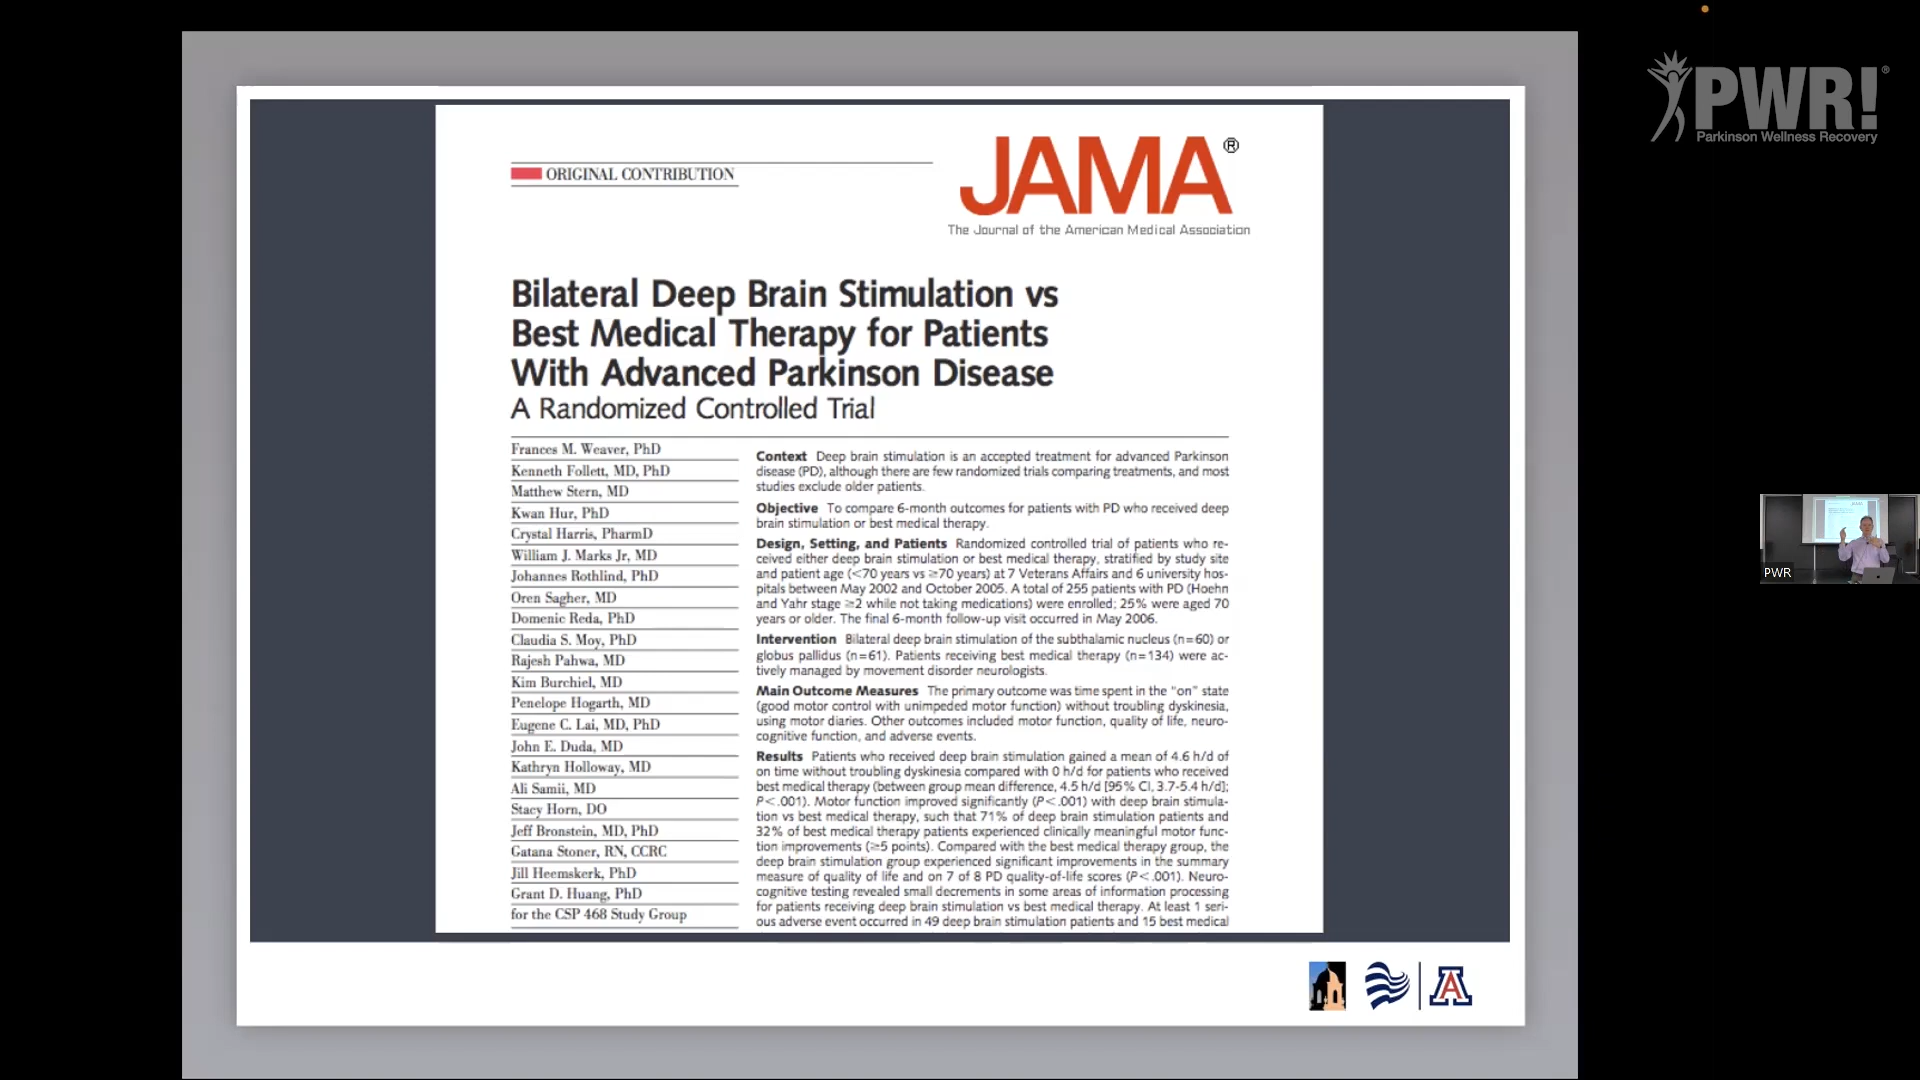 PWR!®
Parkinson Wellness Recovery
ORIGINAL CONTRIBUTION
JAMA®
The Journal of the American Medical Association
Bilateral Deep Brain Stimulation vs
Best Medical Therapy for Patients
With Advanced Parkinson Disease
A Randomized Controlled Trial
Frances M. Weaver, PhD
Kenneth Follett, MD, PhD
Matthew Stern, MD
Kwan Hur, PhD
Crystal Harris, PharmD
William J. Marks Jr, MD
Johannes Rothlind, PhD
Oren Sagher, MD
Domenic Reda, PhD
Claudia S. Moy, PhD
Rajesh Pahwa, MD
Kim Burchiel, MD
Penelope Hogarth, MD
Eugene C. Lai, MD, PhD
John E. Duda, MD
Kathryn Holloway, MD
Ali Samii, MD
Stacy Horn, DO
Jeff Bronstein, MD, PhD
Gatana Stoner, RN, CCRC
Jill Heemskerk, PhD
Grant D. Huang, PhD
for the CSP 468 Study Group
Context Deep brain stimulation is an accepted treatment for advanced Parkinson
disease (PD), although there are few randomized trials comparing treatments, and most
studies exclude older patients.
Objective To compare 6-month outcomes for patients with PD who received deep
brain stimulation or best medical therapy.
Design, Setting, and Patients Randomized controlled trial of patients who re-
ceived either deep brain stimulation or best medical therapy, stratified by study site
and patient age (<70 years vs ≥70 years) at 7 Veterans Affairs and 6 university hos-
pitals between May 2002 and October 2005. A total of 255 patients with PD (Hoehn
and Yahr stage ≥2 while not taking medications) were enrolled; 25% were aged 70
years or older. The final 6-month follow-up visit occurred in May 2006.
Intervention Bilateral deep brain stimulation of the subthalamic nucleus (n=60) or
globus pallidus (n=61). Patients receiving best medical therapy (n=134) were ac-
tively managed by movement disorder neurologists.
Main Outcome Measures The primary outcome was time spent in the "on" state
(good motor control with unimpeded motor function) without troubling dyskinesia,
using motor diaries. Other outcomes included motor function, quality of life, neuro-
cognitive function, and adverse events.
Results Patients who received deep brain stimulation gained a mean of 4.6 h/d of
on time without troubling dyskinesia compared with 0 h/d for patients who received
best medical therapy (between group mean difference, 4.5 h/d [95% CI, 3.7-5.4 h/d];
P<.001). Motor function improved significantly (P<.001) with deep brain stimula-
tion vs best medical therapy, such that 71% of deep brain stimulation patients and
32% of best medical therapy patients experienced clinically meaningful motor func-
tion improvements (≥5 points). Compared with the best medical therapy group, the
deep brain stimulation group experienced significant improvements in the summary
measure of quality of life and on 7 of 8 PD quality-of-life scores (P<.001). Neuro-
cognitive testing revealed small decrements in some areas of information processing
for patients receiving deep brain stimulation vs best medical therapy. At least 1 seri-
ous adverse event occurred in 49 deep brain stimulation patients and 15 best medical
A
PWR